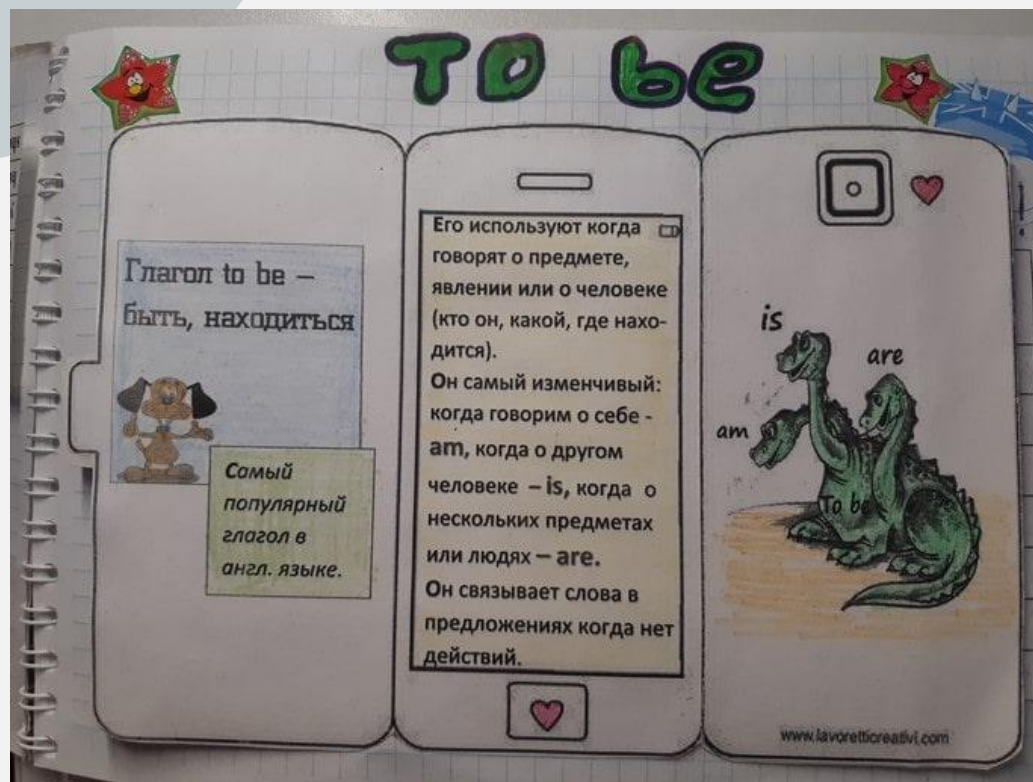 To be
Глагол to be –
быть, находиться
Самый
популярный
глагол в
англ. языке.
Его используют когда
говорят о предмете,
явлении или о человеке
(кто он, какой, где нахо-
дится).
Он самый изменчивый:
когда говорим о себе -
am, когда о другом
человеке – is, когда о
нескольких предметах
или людях – are.
Он связывает слова в
предложениях когда нет
действий.
is
are
am
To be
www.lavoretticreativi.com